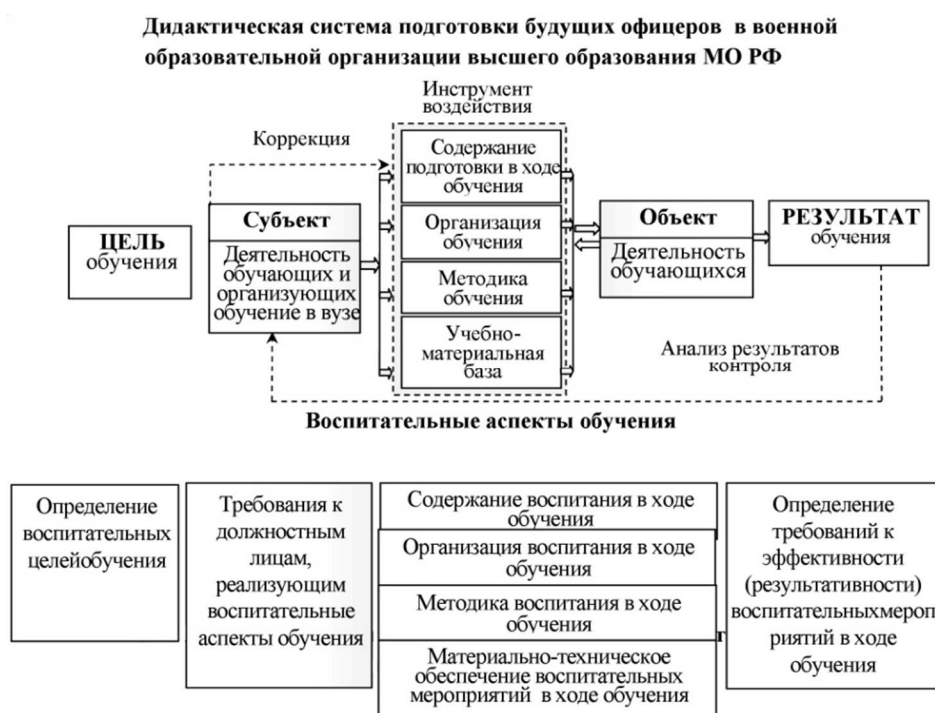 Дидактическая система подготовки будущих офицеров в военной
образовательной организации высшего образования МО РФ
Инструмент
воздействия
Коррекция
ЦЕЛЬ
обучения
Субъект
Деятельность
обучающих и
организующих
обучение в вузе
Содержание
подготовки в ходе
обучения
Организация
обучения
Методика
обучения
Учебно-
материальная
база
Объект
Деятельность
обучающихся
РЕЗУЛЬТАТ
обучения
Анализ результатов
контроля
Воспитательные аспекты обучения
Определение
воспитательных
целейобучения
Требования к
должностным
лицам,
реализующим
воспитательные
аспекты обучения
Содержание воспитания в ходе
обучения
Организация воспитания в ходе
обучения
Методика воспитания в ходе
обучения
Материально-техническое
обеспечение воспитательных
мероприятий в ходе обучения
Определение
требований к
эффективности
(результативности)
воспитательныхмероп
риятий в ходе
обучения